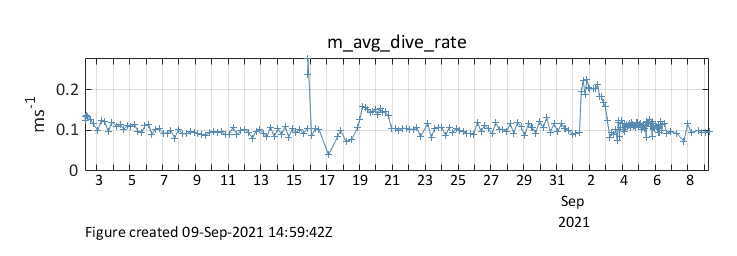 m_avg_dive_rate
ms-1
0.2
0.1
0
3 5 7 9 11 13 15 17 19 21 23 25 27 29 31 2 4 6 8
Sep
2021
Figure created 09-Sep-2021 14:59:42Z